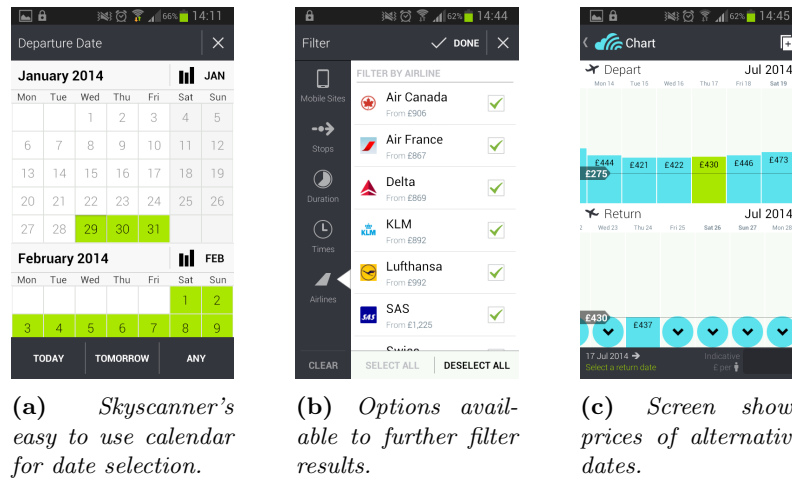 66% 14:11
Departure Date
January 2014 JAN
Mon Tue Wed Thu Fri Sat Sun
1 2 3 4 5
6 7 8 9 10 11 12
13 14 15 16 17 18 19
20 21 22 23 24 25 26
27 28 29 30 31
February 2014 FEB
Mon Tue Wed Thu Fri Sat Sun
1 2
3 4 5 6 7 8 9
TODAY TOMORROW ANY
(a) Skyscanner's
easy to use calendar
for date selection.
62% 14:44
Filter DONE
Mobile Sites
Stops
Duration
Times
Airlines
CLEAR
FILTER BY AIRLINE
Air Canada
From £906
Air France
From £867
Delta
From £869
KLM
KLM
From £892
Lufthansa
From £992
SAS
SAS
From £1,225
SELECT ALL DESELECT ALL
(b) Options avail-
able to further filter
results.
62% 14:45
Chart
Depart Jul 2014
Mon 14 Tue 15 Wed 16 Thu 17 Fri 18 Sat 19
£444 £421 £422 £430 £446 £473
£275
Return Jul 2014
2 Wed 23 Thu 24 Fri 25 Sat 26 Sun 27 Mon 28
£430
£437
17 Jul 2014 Indicative
Select a return date £ per
(c) Screen show
prices of alternativ
dates.